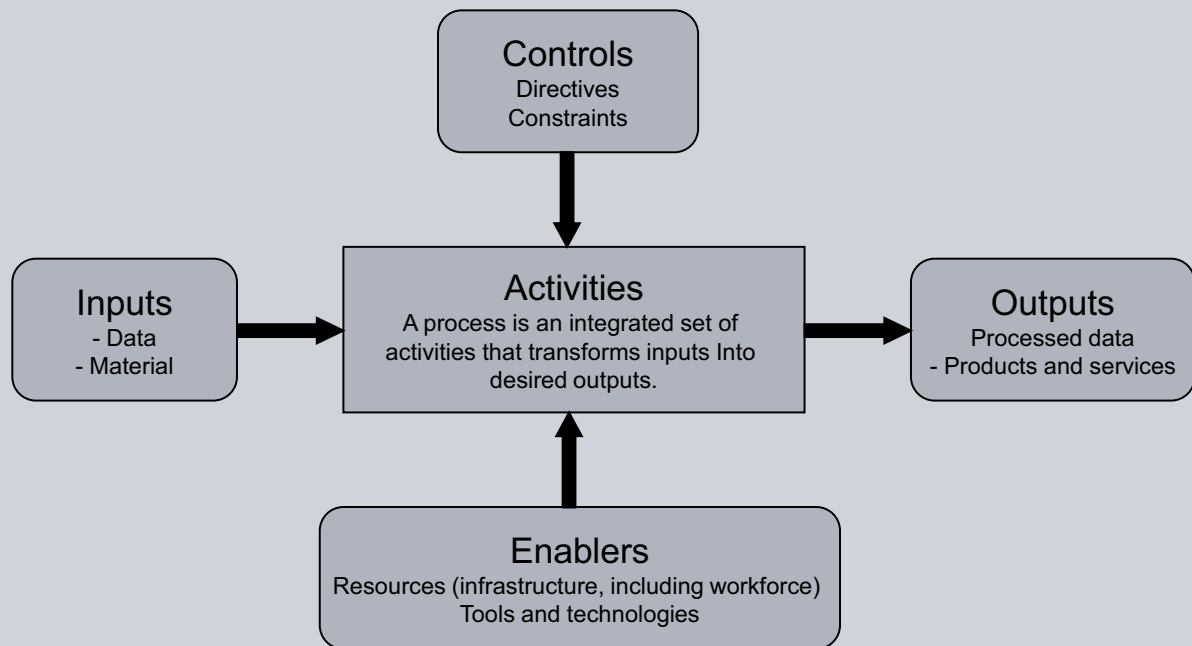 Controls
Directives
Constraints
Inputs
- Data
- Material
Activities
A process is an integrated set of
activities that transforms inputs Into
desired outputs.
Outputs
Processed data
- Products and services
Enablers
Resources (infrastructure, including workforce)
Tools and technologies